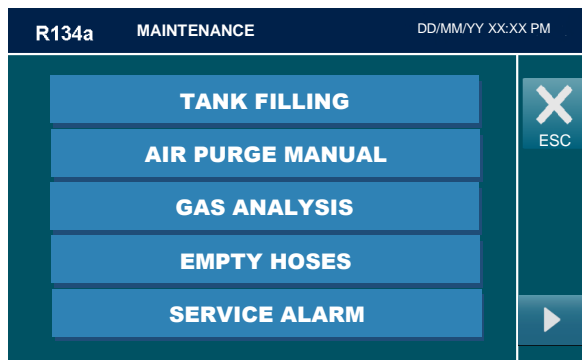 R134a MAINTENANCE DD/MM/YY XX:XX PM
TANK FILLING
AIR PURGE MANUAL
ESC
GAS ANALYSIS
EMPTY HOSES
SERVICE ALARM